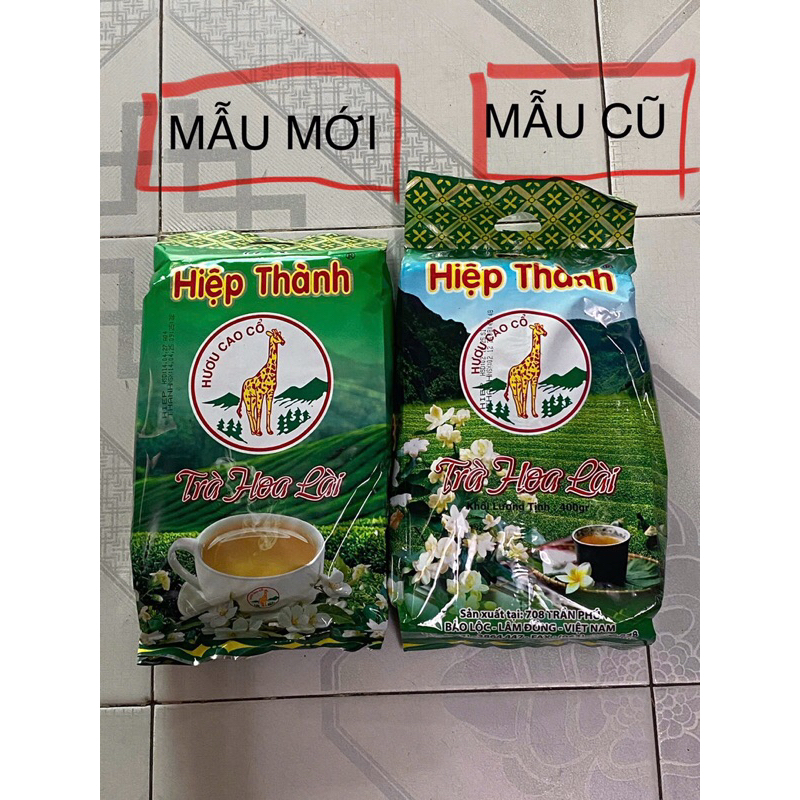 MẪU MỚI
MẪU CŨ
Hiệp Thành
HƯƠU CAO CỔ
Trà Hoa Lài
Hiệp Thành
HƯƠU CAO CỔ
Trà Hoa Lài
Khối Lượng Tịnh : 400gr
Sản xuất tại: 708 TRẦN PHÚ
BẢO LỘC - LÂM ĐỒNG - VIỆT NAM